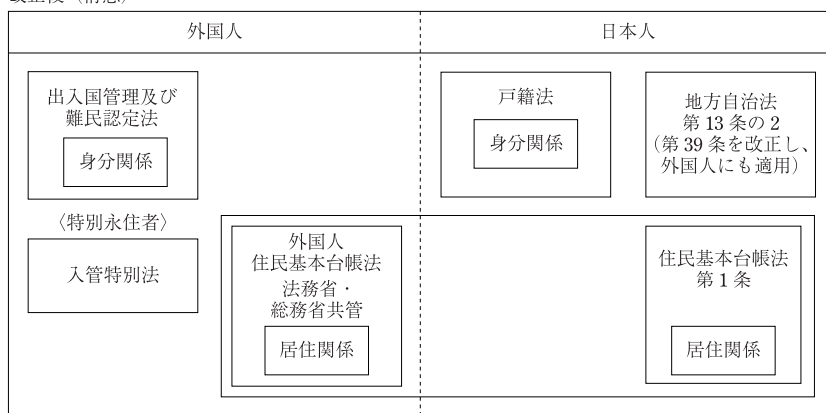 外国人
日本人
出入国管理及び
難民認定法
身分関係
〈特別永住者〉
入管特別法
外国人
住民基本台帳法
法務省・
総務省共管
居住関係
戸籍法
身分関係
地方自治法
第13条の2
（第39条を改正し、
外国人にも適用）
住民基本台帳法
第1条
居住関係